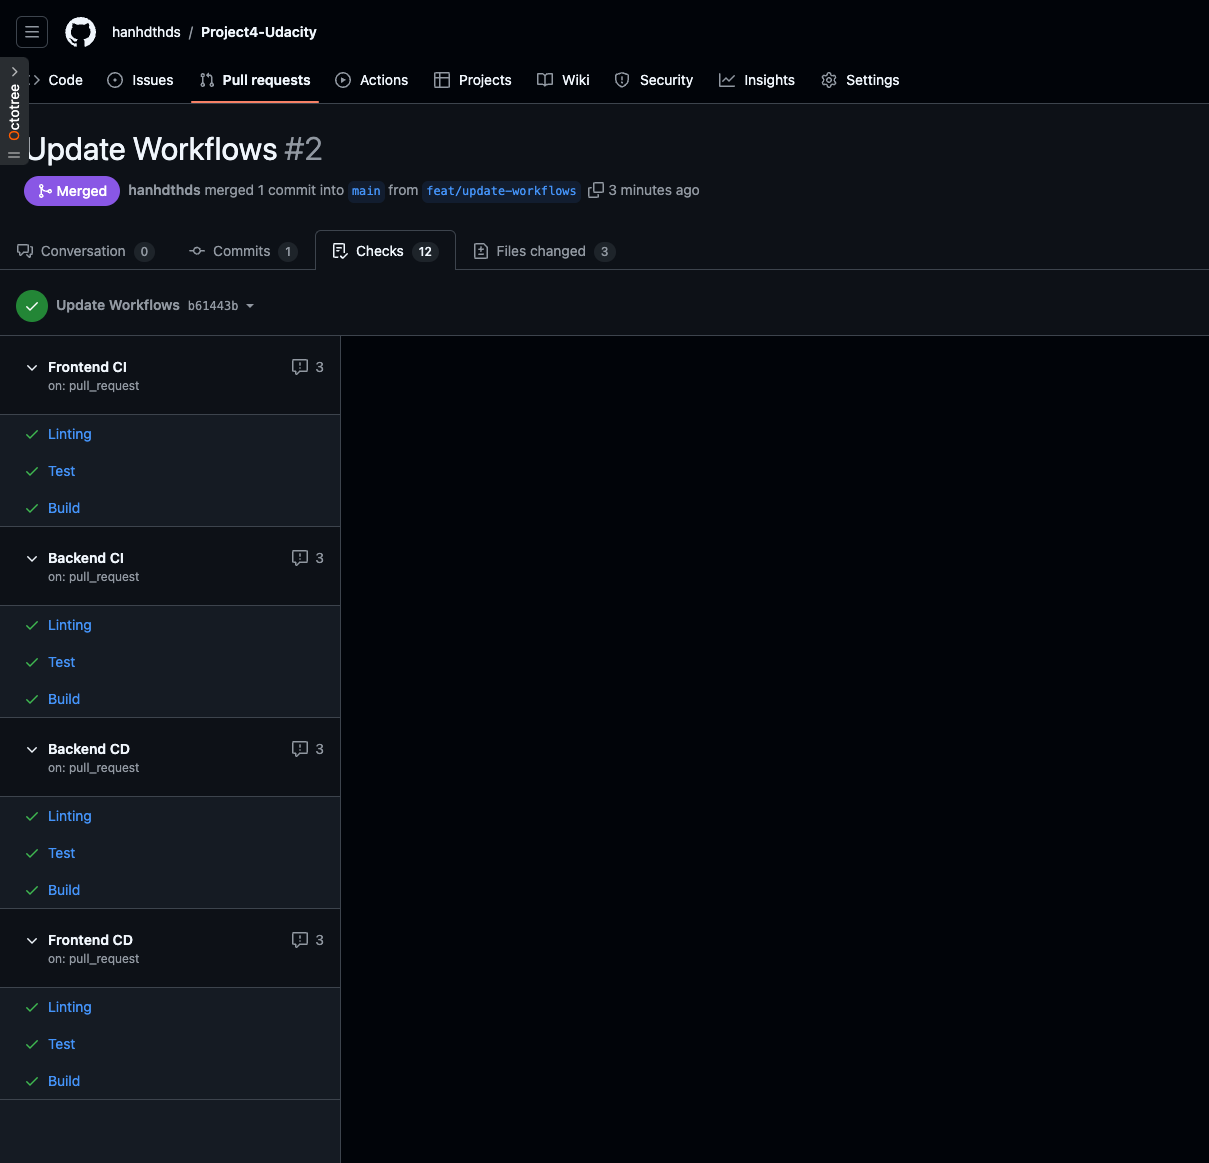 hanhdthds / Project4-Udacity
Code Issues Pull requests Actions Projects Wiki Security Insights Settings
Octotree
Update Workflows #2
Merged hanhdthds merged 1 commit into main from feat/update-workflows 3 minutes ago
Conversation 0 Commits 1 Checks 12 Files changed 3
Update Workflows b61443b
Frontend CI 3
on: pull_request
Linting
Test
Build
Backend CI 3
on: pull_request
Linting
Test
Build
Backend CD 3
on: pull_request
Linting
Test
Build
Frontend CD 3
on: pull_request
Linting
Test
Build